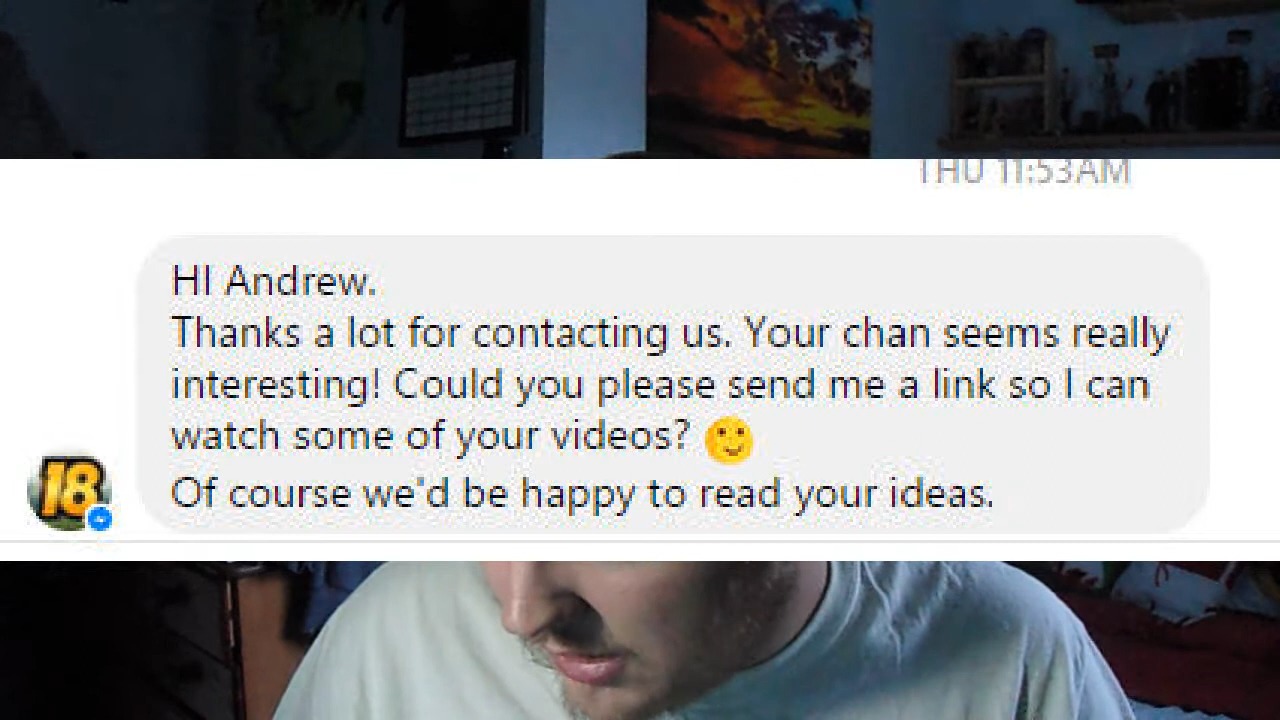 THU 11:53AM
HI Andrew.
Thanks a lot for contacting us. Your chan seems really
interesting! Could you please send me a link so I can
watch some of your videos? 🙂
Of course we'd be happy to read your ideas.
18